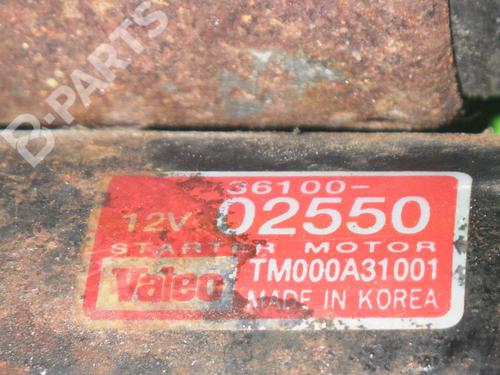 B-PARTS
36100-
12V 02550
STARTER MOTOR
Valeo TM000A31001
MADE IN KOREA